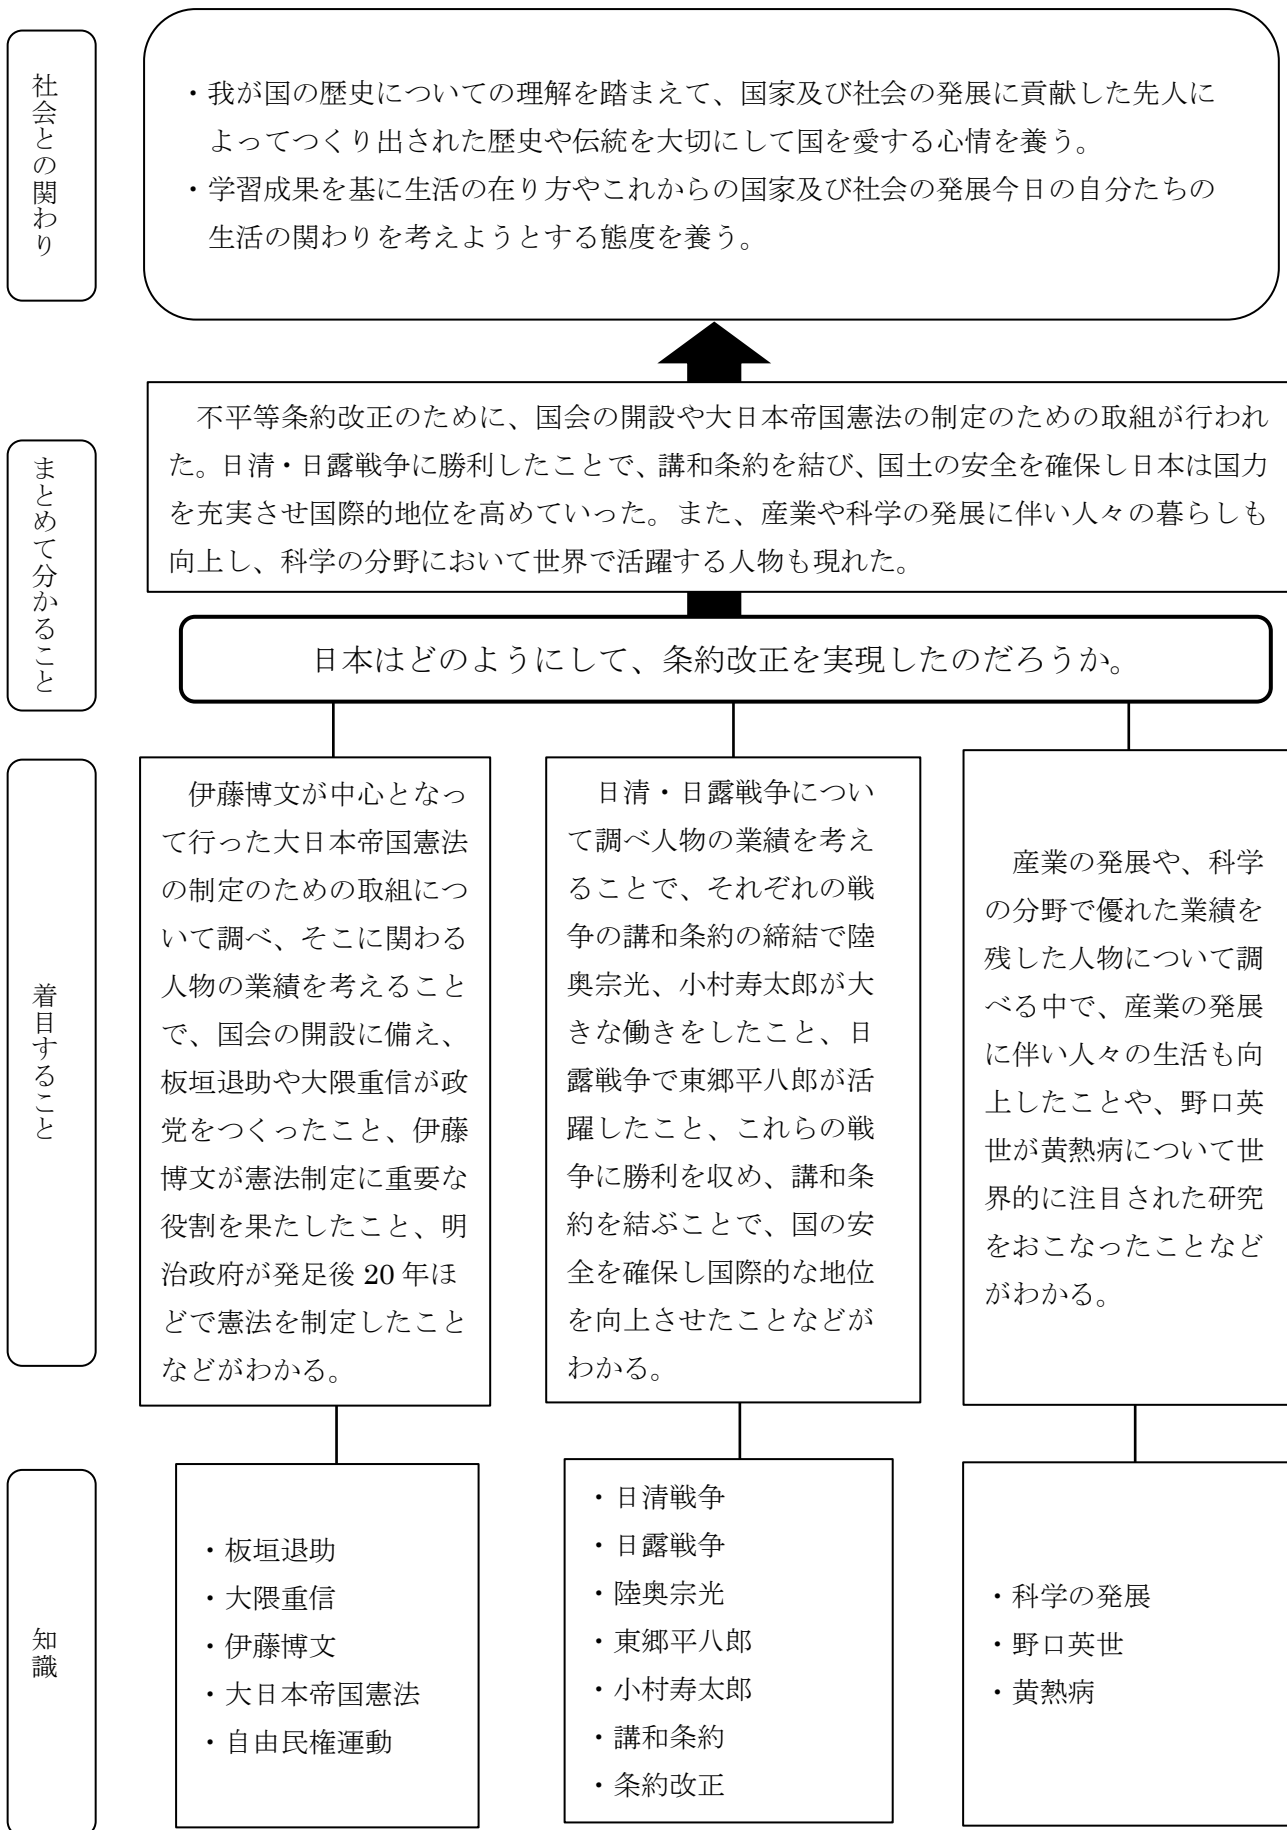 社会との関わり
・我が国の歴史についての理解を踏まえて、国家及び社会の発展に貢献した先人に
よってつくり出された歴史や伝統を大切にして国を愛する心情を養う。
・学習成果を基に生活の在り方やこれからの国家及び社会の発展今日の自分たちの
生活の関わりを考えようとする態度を養う。
まとめて分かること
不平等条約改正のために、国会の開設や大日本帝国憲法の制定のための取組が行われ
た。日清・日露戦争に勝利したことで、講和条約を結び、国土の安全を確保し日本は国力
を充実させ国際的地位を高めていった。また、産業や科学の発展に伴い人々の暮らしも
向上し、科学の分野において世界で活躍する人物も現れた。
日本はどのようにして、条約改正を実現したのだろうか。
着目すること
伊藤博文が中心となっ
て行った大日本帝国憲法
の制定のための取組につ
いて調べ、そこに関わる
人物の業績を考えること
で、国会の開設に備え、
板垣退助や大隈重信が政
党をつくったこと、伊藤
博文が憲法制定に重要な
役割を果たしたこと、明
治政府が発足後 20 年ほ
どで憲法を制定したこと
などがわかる。
日清・日露戦争につい
て調べ人物の業績を考え
ることで、それぞれの戦
争の講和条約の締結で陸
奥宗光、小村寿太郎が大
きな働きをしたこと、日
露戦争で東郷平八郎が活
躍したこと、これらの戦
争に勝利を収め、講和条
約を結ぶことで、国の安
全を確保し国際的な地位
を向上させたことなどが
わかる。
産業の発展や、科学
の分野で優れた業績を
残した人物について調
べる中で、産業の発展
に伴い人々の生活も向
上したことや、野口英
世が黄熱病について世
界的に注目された研究
をおこなったことなど
がわかる。
知識
・板垣退助
・大隈重信
・伊藤博文
・大日本帝国憲法
・自由民権運動
・日清戦争
・日露戦争
・陸奥宗光
・東郷平八郎
・小村寿太郎
・講和条約
・条約改正
・科学の発展
・野口英世
・黄熱病